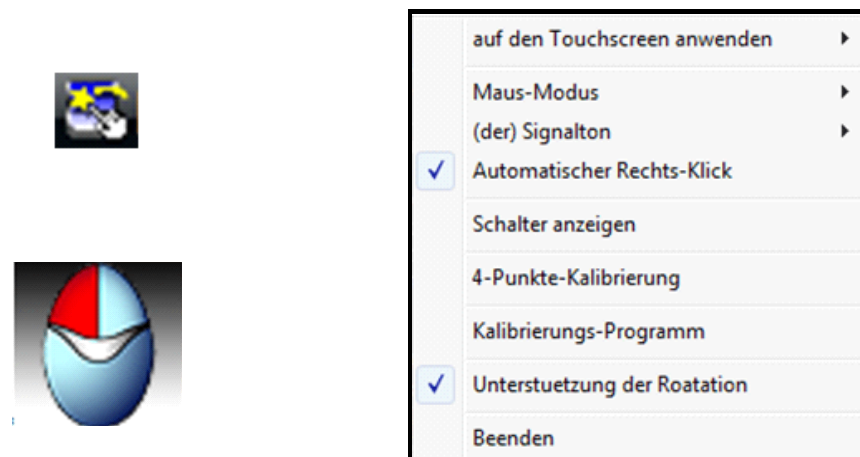 auf den Touchscreen anwenden
Maus-Modus
(der) Signalton
Automatischer Rechts-Klick
Schalter anzeigen
4-Punkte-Kalibrierung
Kalibrierungs-Programm
Unterstuetzung der Roatation
Beenden